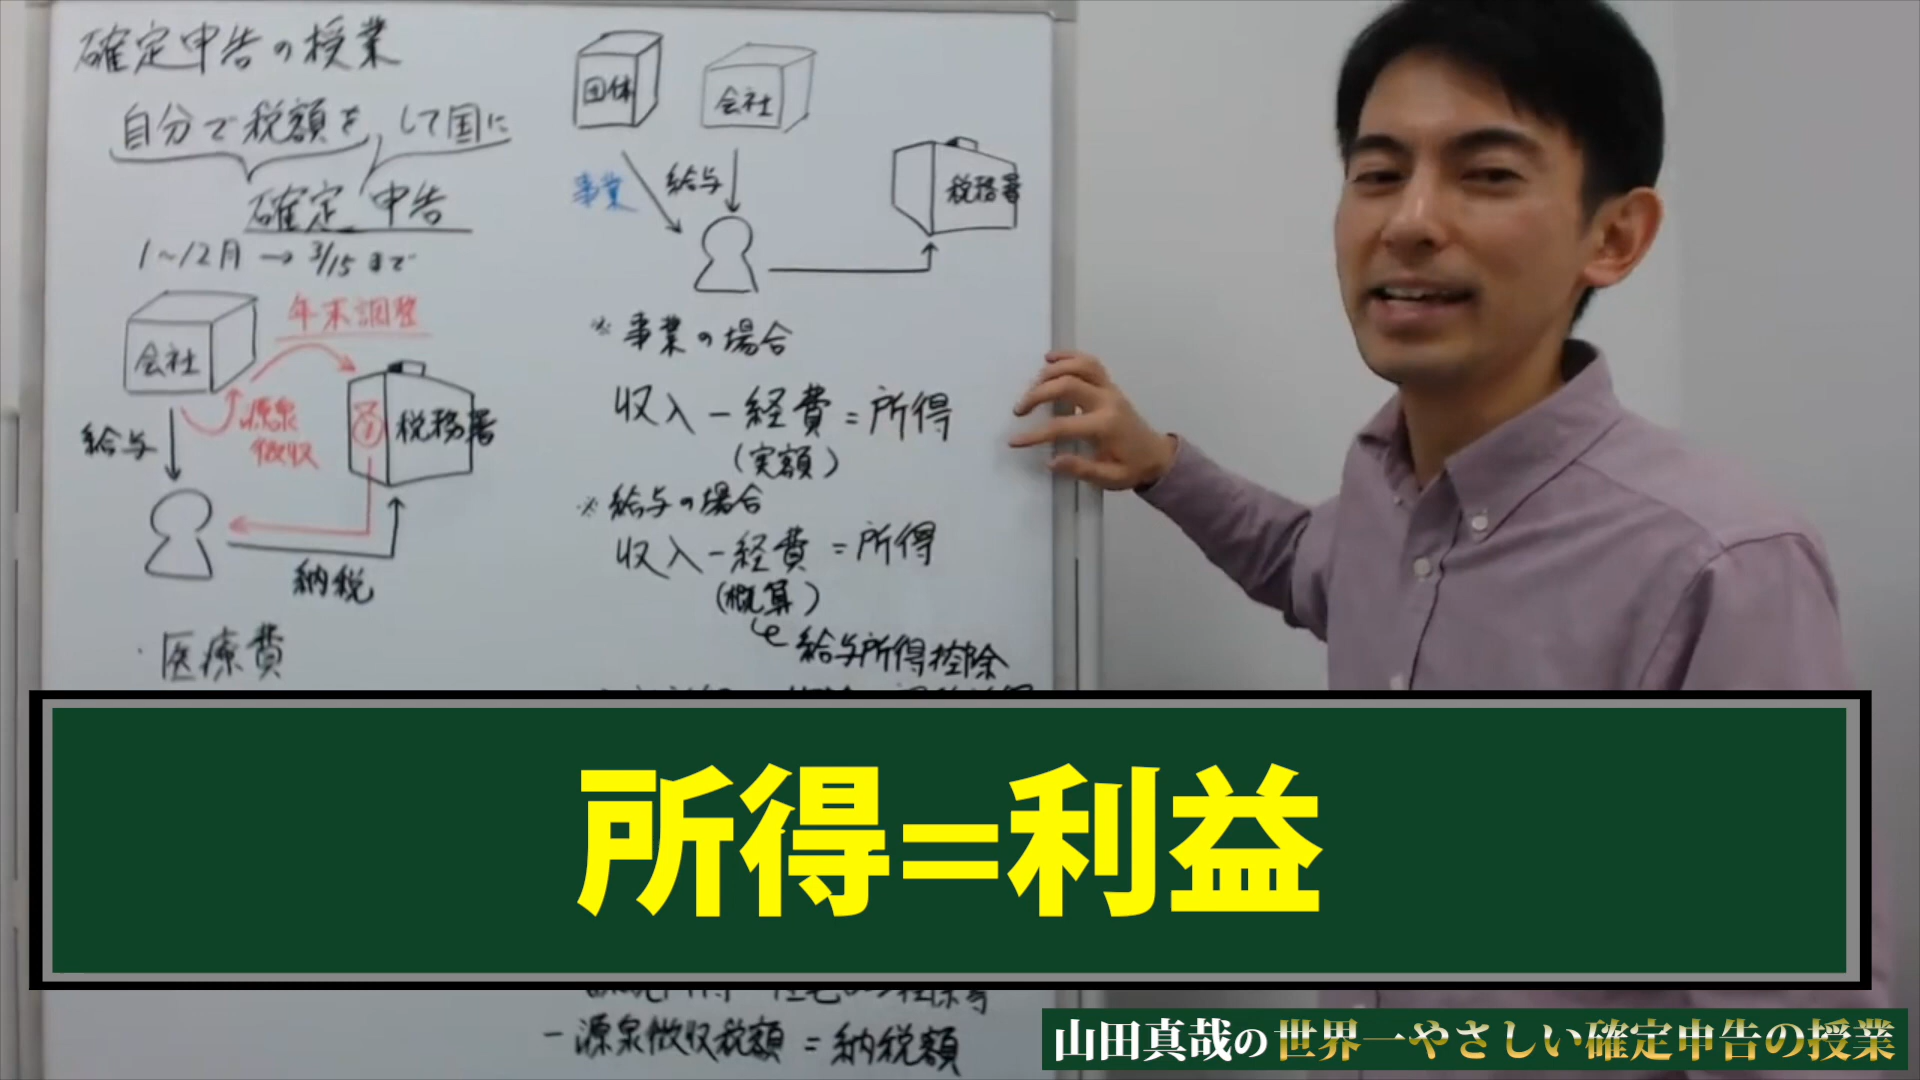 確定申告の授業
自分で税額を、して国に
確定申告
1~12月→3/15まで
年末調整
会社
源泉
徴収
税務署
給与
納税
・医療費
団体
会社
事業
給与
税務署
※事業の場合
収入-経費=所得
(実額)
※給与の場合
収入-経費=所得
(概算)
給与所得控除
所得=利益
-源泉徴収税額=納税額
山田真哉の世界一やさしい確定申告の授業